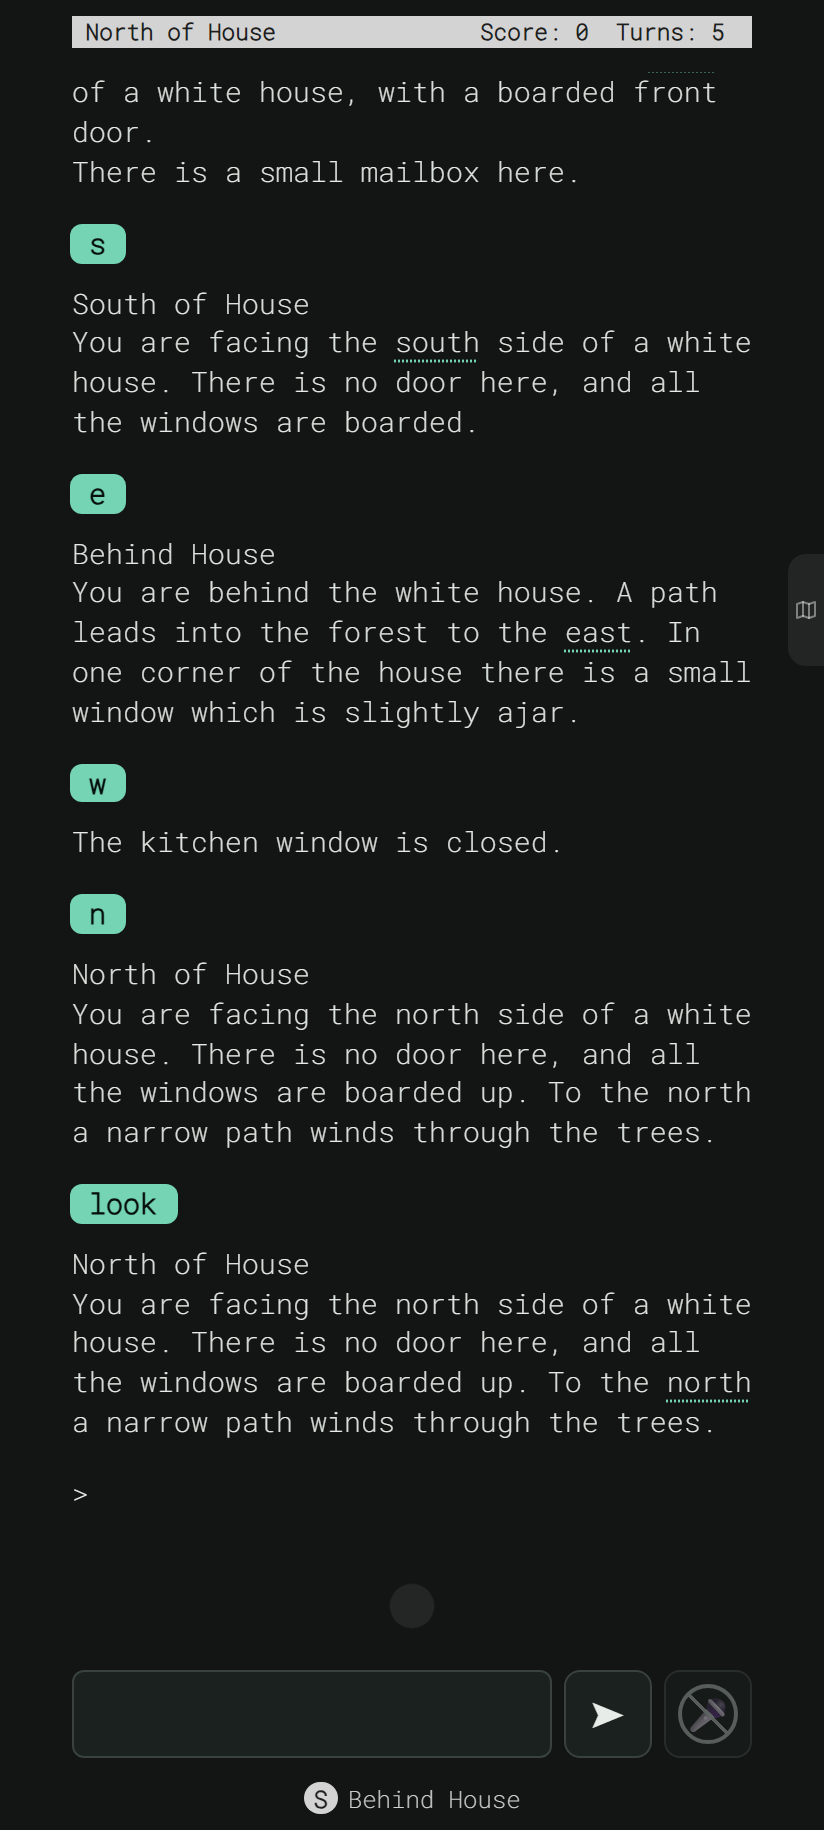 North of House Score: 0 Turns: 5
of a white house, with a boarded front
door.
There is a small mailbox here.
s
South of House
You are facing the south side of a white
house. There is no door here, and all
the windows are boarded.
e
Behind House
You are behind the white house. A path
leads into the forest to the east. In
one corner of the house there is a small
window which is slightly ajar.
w
The kitchen window is closed.
n
North of House
You are facing the north side of a white
house. There is no door here, and all
the windows are boarded up. To the north
a narrow path winds through the trees.
look
North of House
You are facing the north side of a white
house. There is no door here, and all
the windows are boarded up. To the north
a narrow path winds through the trees.
>
S Behind House